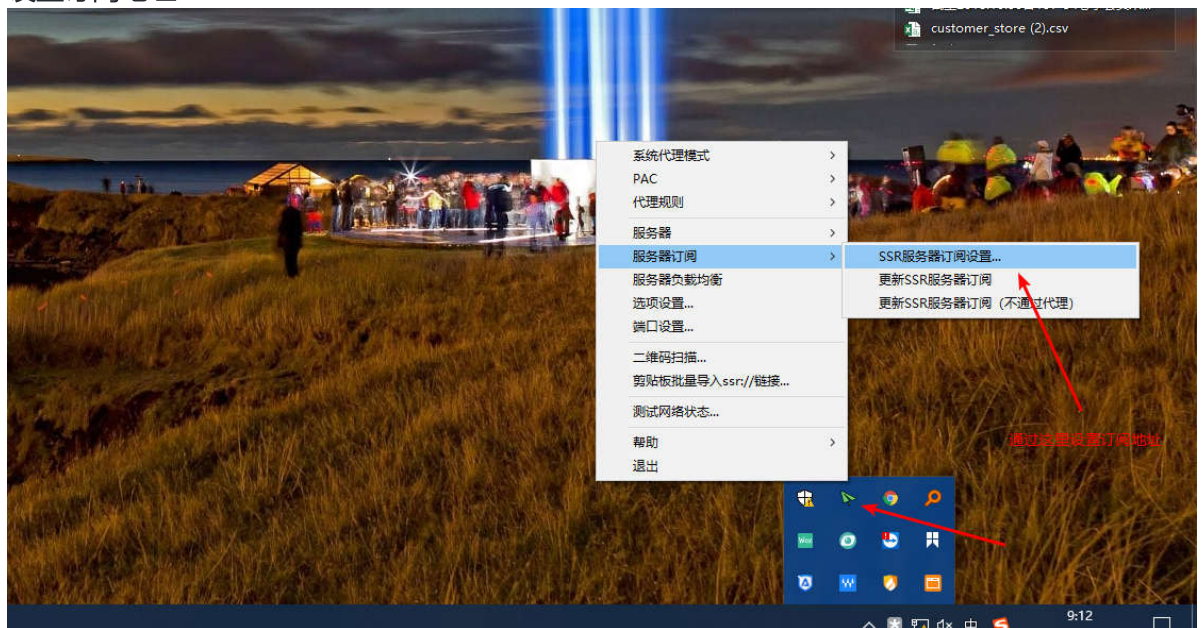 customer_store (2).csv
系统代理模式
PAC
代理规则
服务器
服务器订阅
服务器负载均衡
选项设置...
端口设置...
二维码扫描...
剪贴板批量导入ssr://链接...
测试网络状态...
帮助
退出
SSR服务器订阅设置...
更新SSR服务器订阅
更新SSR服务器订阅（不通过代理）
通过这里设置订阅地址
Wox
中
9:12